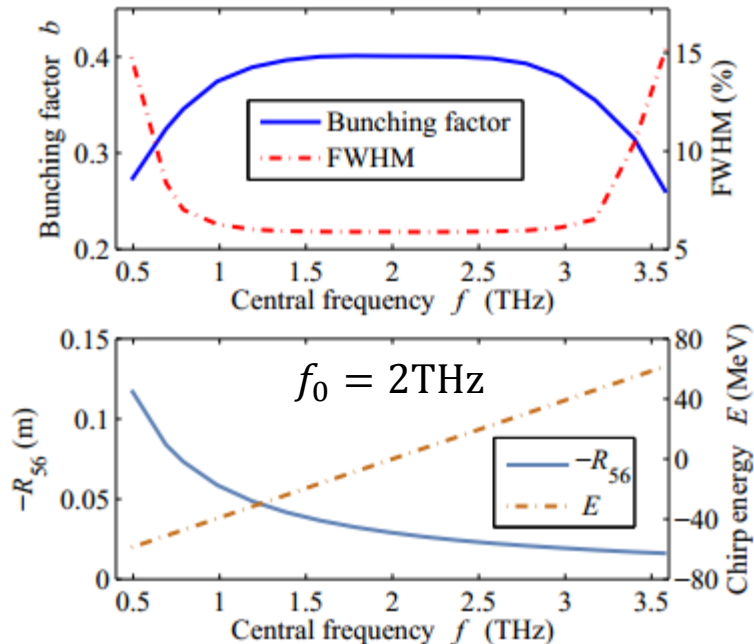 Bunching factor b
0.4
0.3
0.2
Bunching factor
FWHM
15
10
5
FWHM (%)
0.5 1 1.5 2 2.5 3 3.5
Central frequency f (THz)
f₀ = 2THz
-R₅₆ (m)
0.15
0.1
0.05
0
-R₅₆
E
80
40
0
−40
−80
Chirp energy E (MeV)
0.5 1 1.5 2 2.5 3 3.5
Central frequency f (THz)